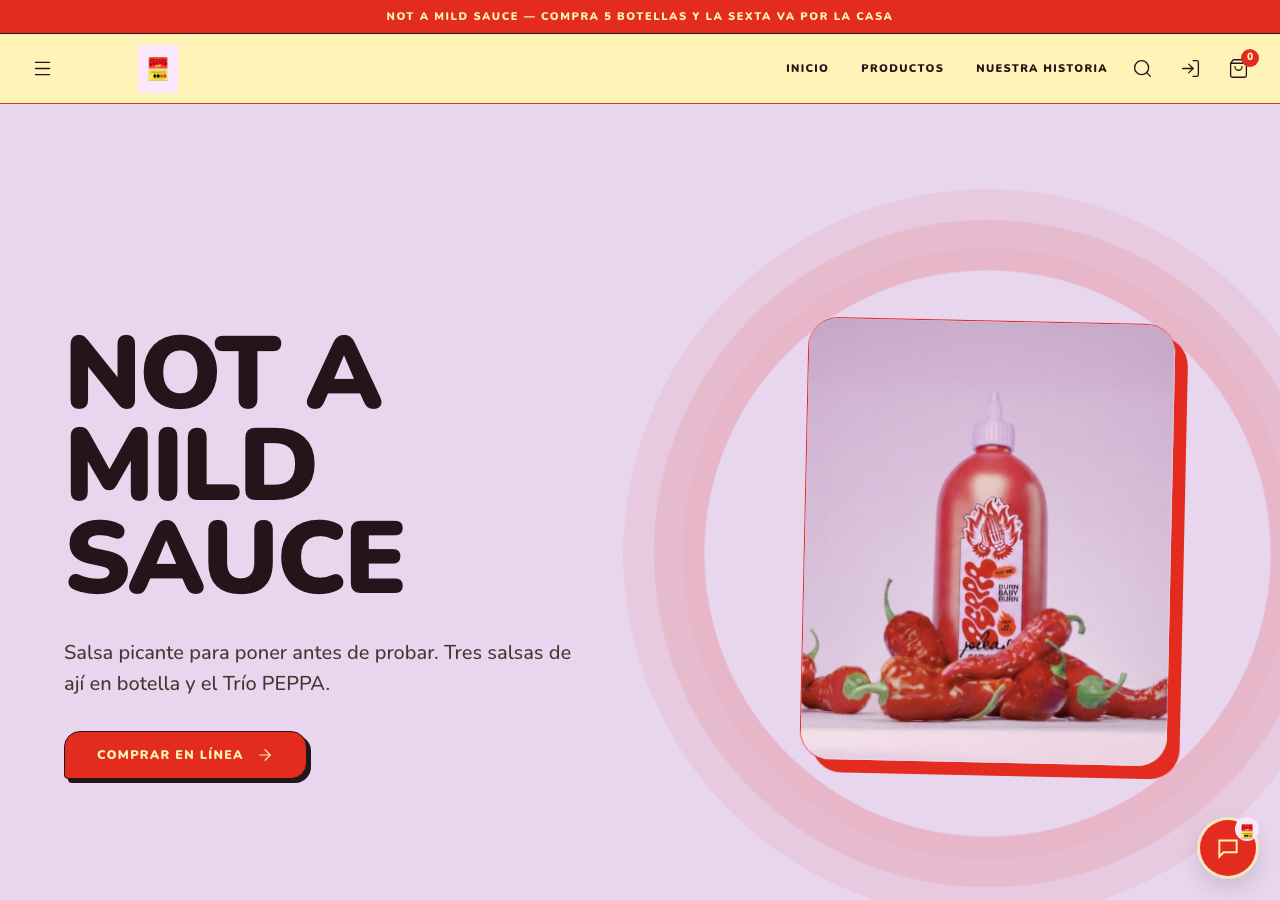 NOT A MILD SAUCE — COMPRA 5 BOTELLAS Y LA SEXTA VA POR LA CASA
INICIO
PRODUCTOS
NUESTRA HISTORIA
0
NOT A
MILD
SAUCE
Salsa picante para poner antes de probar. Tres salsas de
ají en botella y el Trío PEPPA.
COMPRAR EN LÍNEA
PEPPA
BURN
BABY
BURN